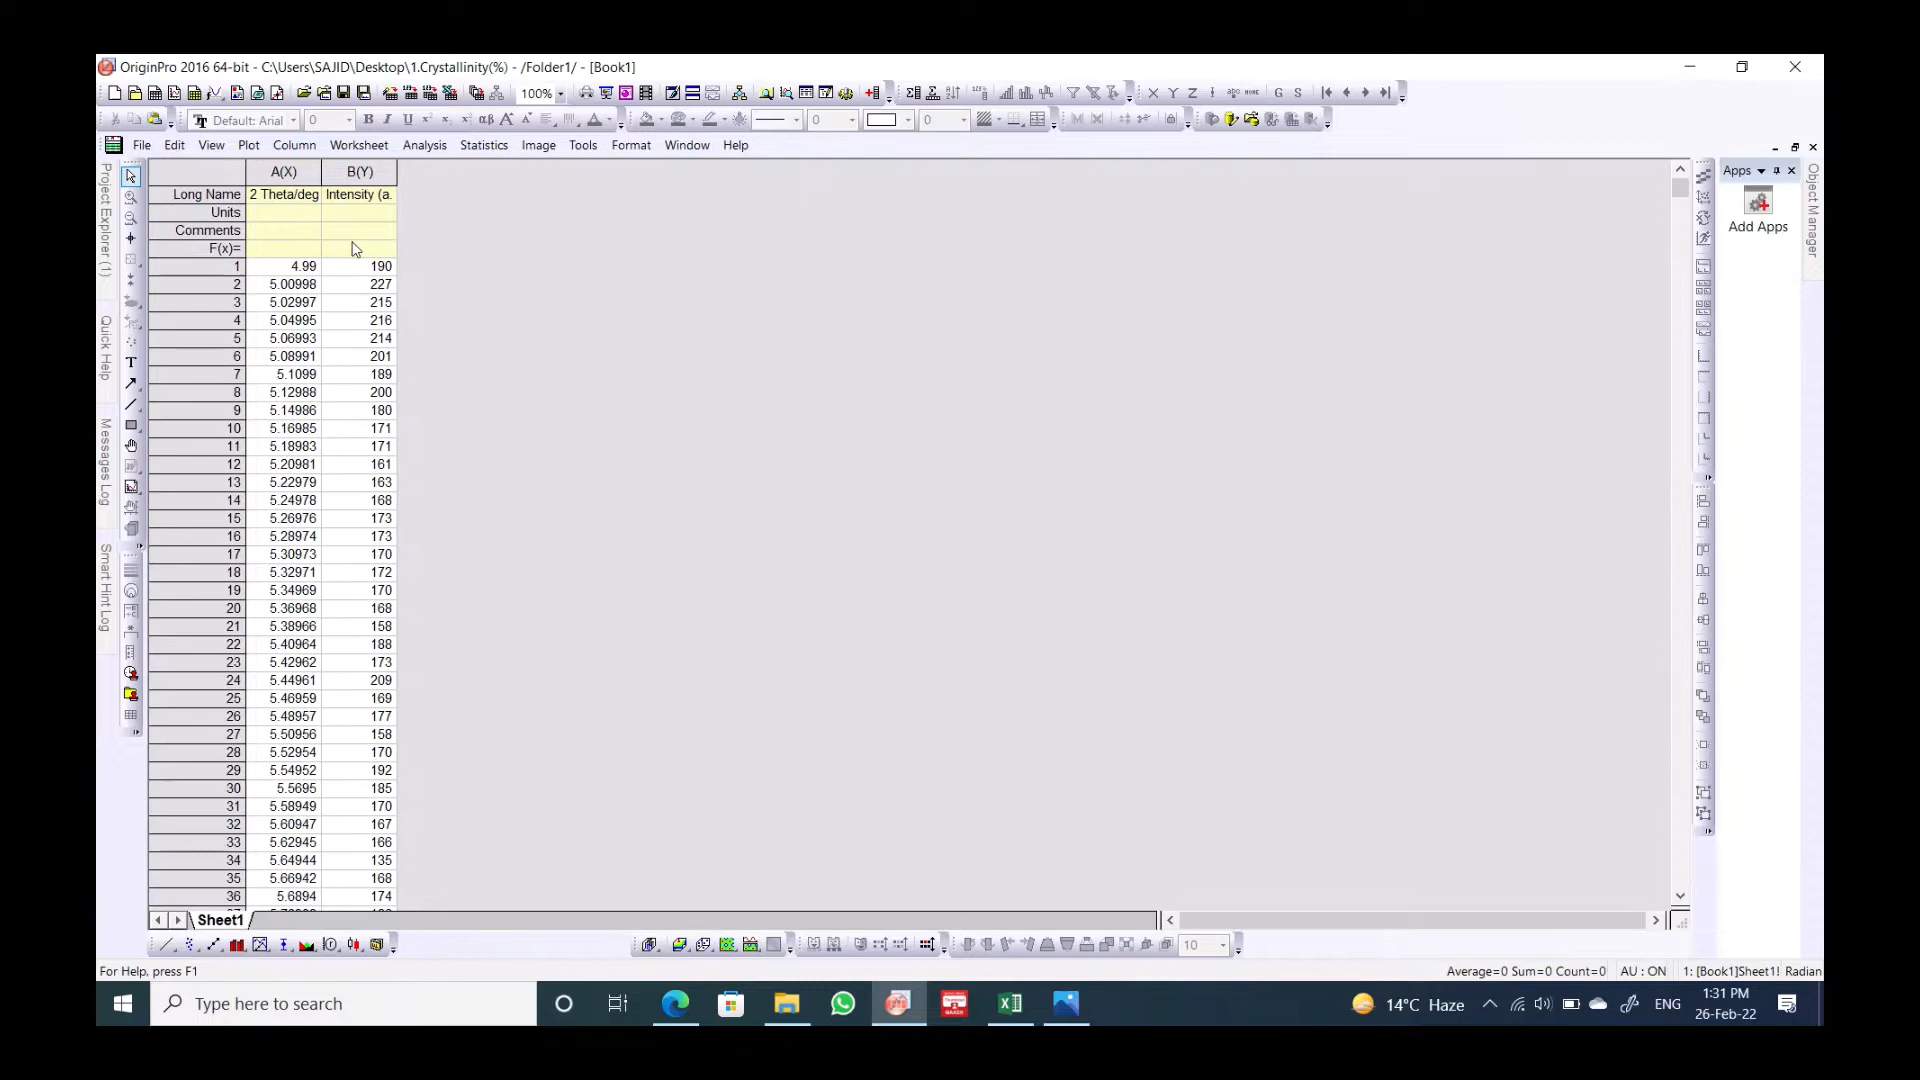 OriginPro 2016 64-bit - C:\Users\SAJID\Desktop\1.Crystallinity(%) - /Folder1/ - [Book1]
100%
Default: Arial 0 B I U 0 0
File Edit View Plot Column Worksheet Analysis Statistics Image Tools Format Window Help
A(X) B(Y)
Long Name 2 Theta/deg Intensity (a.
Units
Comments
F(x)=
1 4.99 190
2 5.00998 227
3 5.02997 215
4 5.04995 216
5 5.06993 214
6 5.08991 201
7 5.1099 189
8 5.12988 200
9 5.14986 180
10 5.16985 171
11 5.18983 171
12 5.20981 161
13 5.22979 163
14 5.24978 168
15 5.26976 173
16 5.28974 173
17 5.30973 170
18 5.32971 172
19 5.34969 170
20 5.36968 168
21 5.38966 158
22 5.40964 188
23 5.42962 173
24 5.44961 209
25 5.46959 169
26 5.48957 177
27 5.50956 158
28 5.52954 170
29 5.54952 192
30 5.5695 185
31 5.58949 170
32 5.60947 167
33 5.62945 166
34 5.64944 135
35 5.66942 168
36 5.6894 174
Project Explorer (1)
Quick Help
Messages Log
Smart Hint Log
Apps
Add Apps
Object Manager
Sheet1
10
For Help, press F1
Average=0 Sum=0 Count=0 AU : ON 1: [Book1]Sheet1! Radian
Type here to search
14°C Haze
ENG
1:31 PM
26-Feb-22